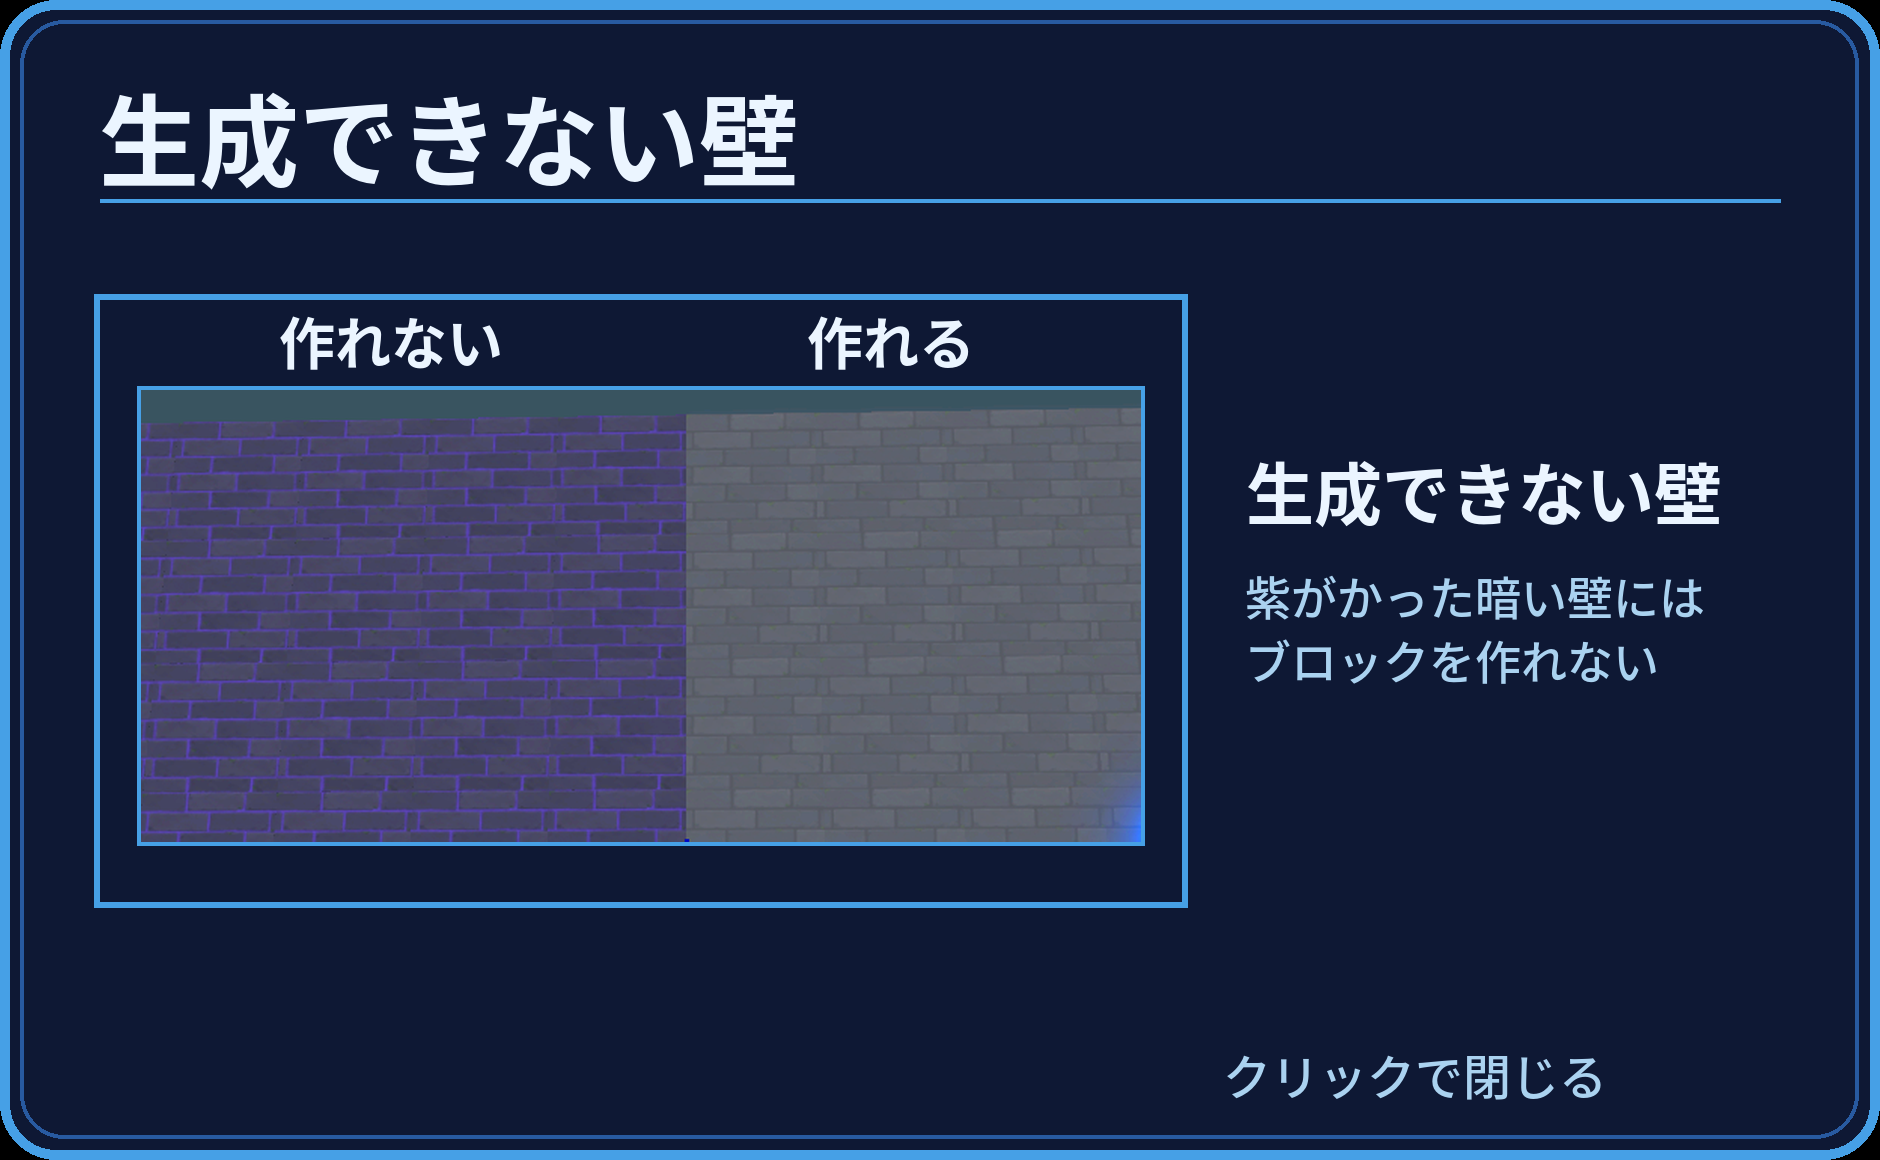 生成できない壁
作れない
作れる
生成できない壁
紫がかった暗い壁には
ブロックを作れない
クリックで閉じる